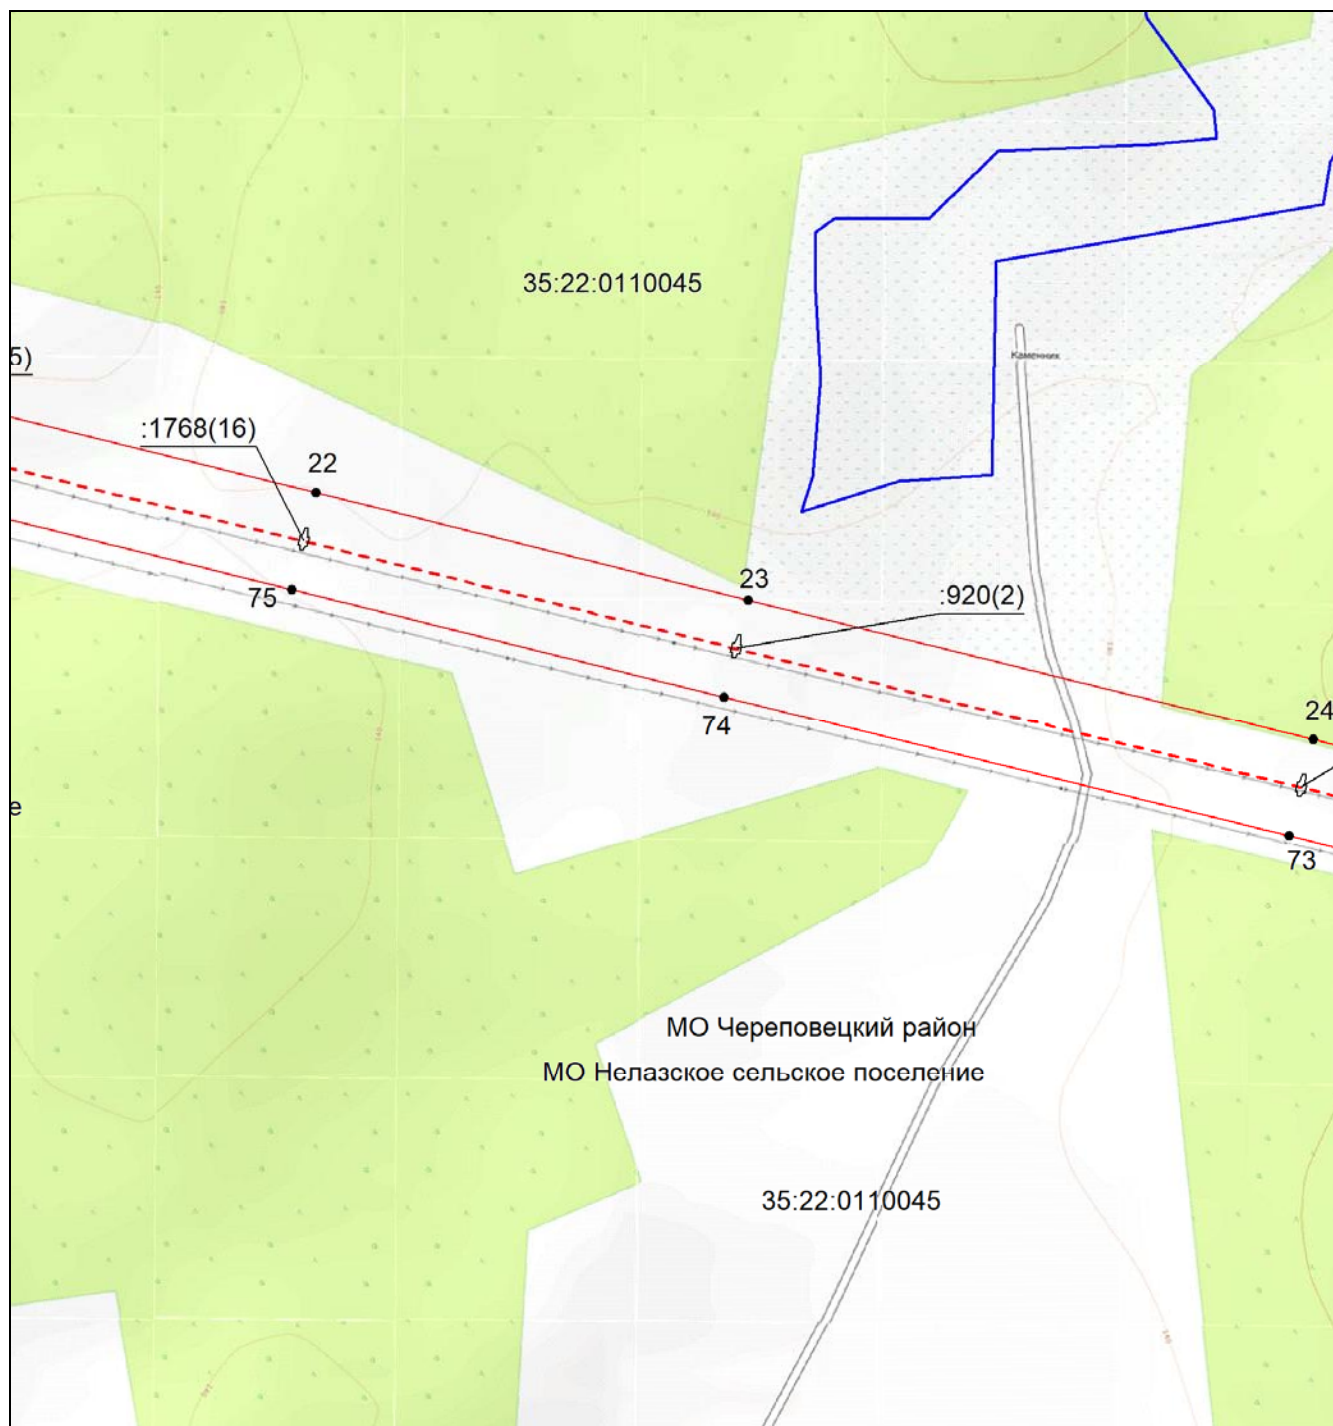 35:22:0110045
Каменник
5)
:1768(16)
22
23
:920(2)
75
74
24
е
73
МО Череповецкий район
МО Нелазское сельское поселение
35:22:0110045